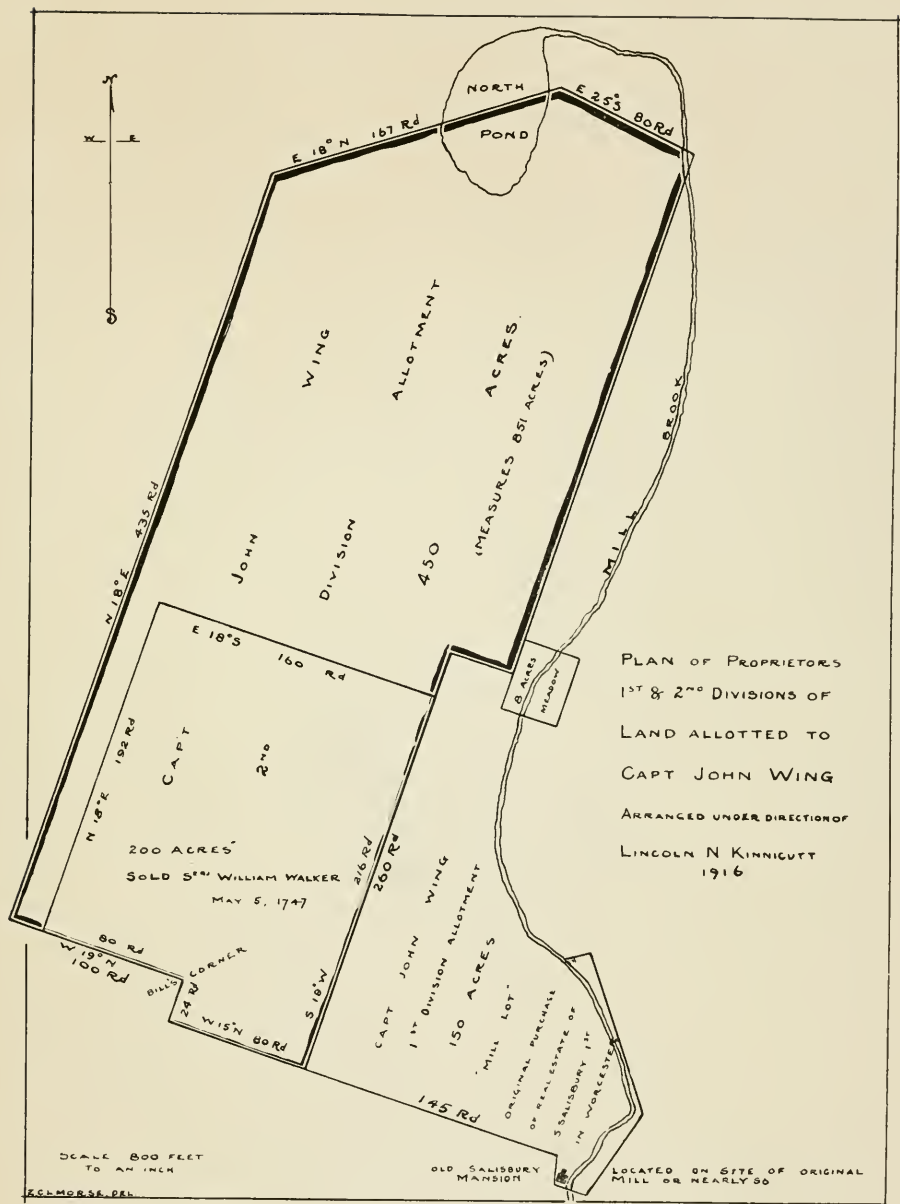 N
W E
S
NORTH
POND
E 18° N 167 Rd
E 25° S 80 Rd
N 18° E 435 Rd
CAP'T JOHN WING
2ND DIVISION ALLOTMENT
450 ACRES.
(MEASURES 851 ACRES)
MILL BROOK
E 18° S 160 Rd
N 18° E 192 Rd
200 ACRES
SOLD WILLIAM WALKER
MAY 5, 1747
216 Rd
260 Rd
S 18° W
80 Rd
W 19° N
100 Rd
BILL'S CORNER
24 Rd
W 15° N 80 Rd
8 ACRES
MEADOW
CAPT JOHN WING
1ST DIVISION ALLOTMENT
150 ACRES
"MILL LOT"
ORIGINAL PURCHASE
OF REAL ESTATE OF
S SALISBURY 1ST
IN WORCESTER
145 Rd
PLAN OF PROPRIETORS
1ST & 2ND DIVISIONS OF
LAND ALLOTTED TO
CAPT JOHN WING
ARRANGED UNDER DIRECTION OF
LINCOLN N KINNICUTT
1916
SCALE 800 FEET
TO AN INCH
OLD SALISBURY
MANSION
LOCATED ON SITE OF ORIGINAL
MILL OR NEARLY SO
MORSE. DEL.